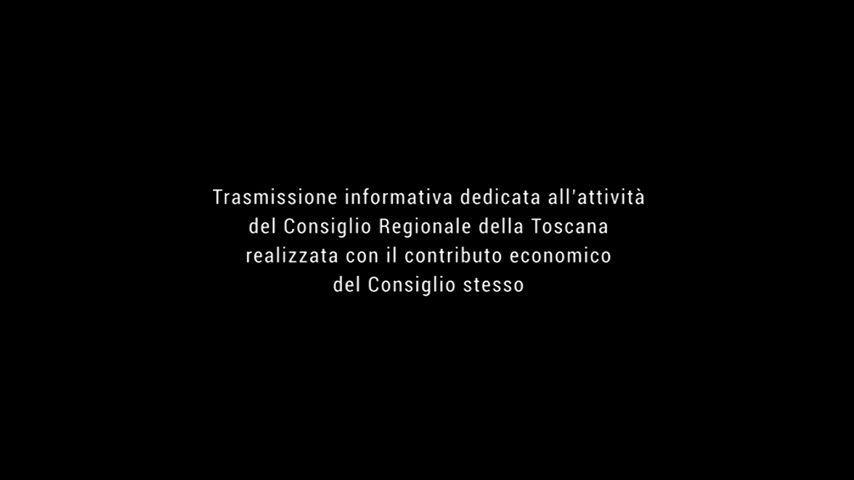 Trasmissione informativa dedicata all'attività
del Consiglio Regionale della Toscana
realizzata con il contributo economico
del Consiglio stesso